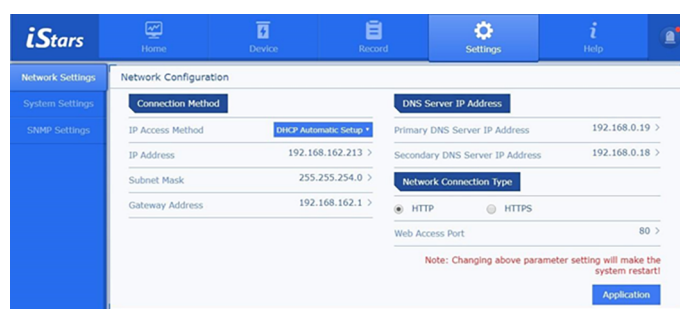 iStars
Home
Device
Record
Settings
Help
Network Settings
System Settings
SNMP Settings
Network Configuration
Connection Method
IP Access Method DHCP Automatic Setup
IP Address 192.168.162.213 >
Subnet Mask 255.255.254.0 >
Gateway Address 192.168.162.1 >
DNS Server IP Address
Primary DNS Server IP Address 192.168.0.19 >
Secondary DNS Server IP Address 192.168.0.18 >
Network Connection Type
HTTP HTTPS
Web Access Port 80 >
Note: Changing above parameter setting will make the
system restart!
Application